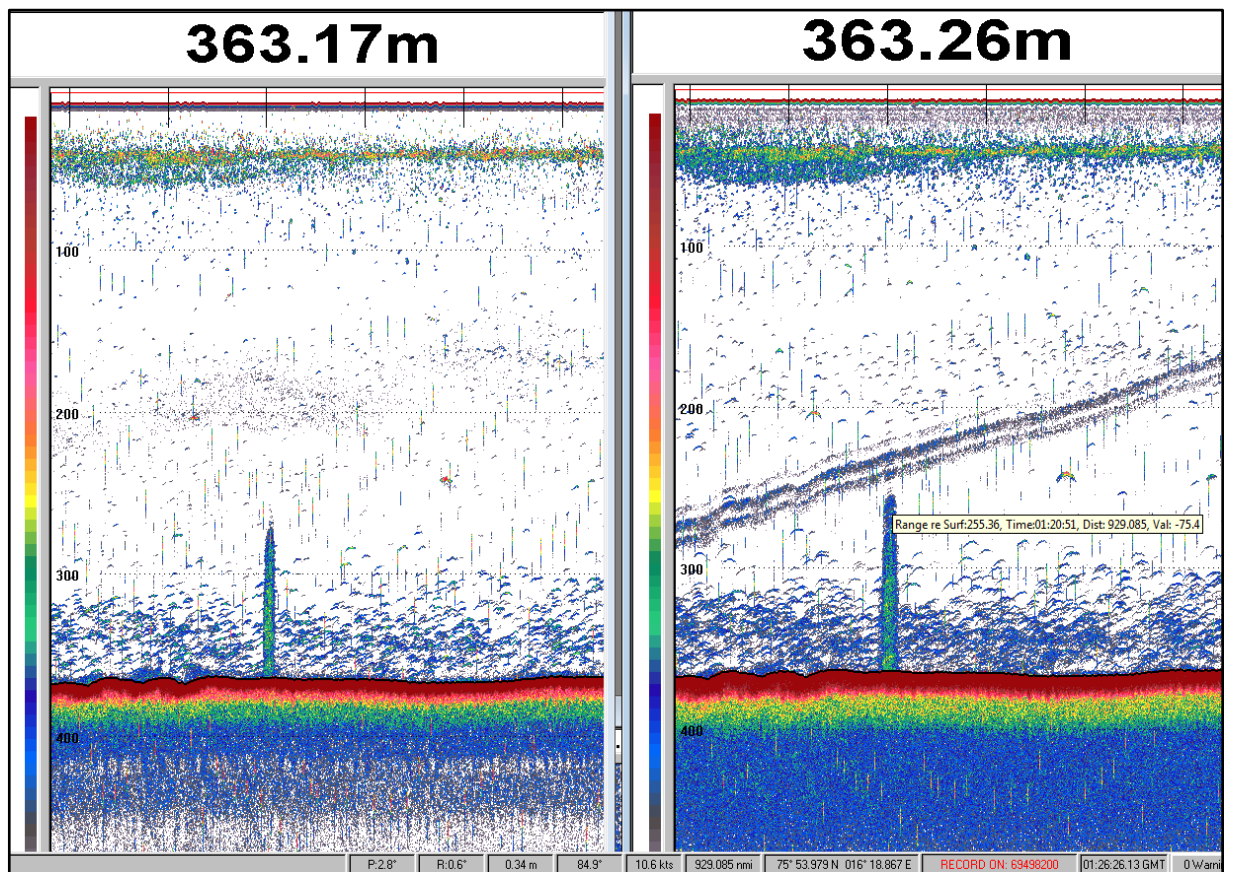 363.17m
363.26m
100
200
300
400
100
200
Range re Surf:255.36, Time:01:20:51, Dist: 929.085, Val: -75.4
300
400
P:2.8° R:0.6° 0.34 m 84.9° 10.6 kts 929.085 nmi 75° 53.979 N 016° 18.867 E RECORD ON: 69498200 01:26:26.13 GMT 0 Warni